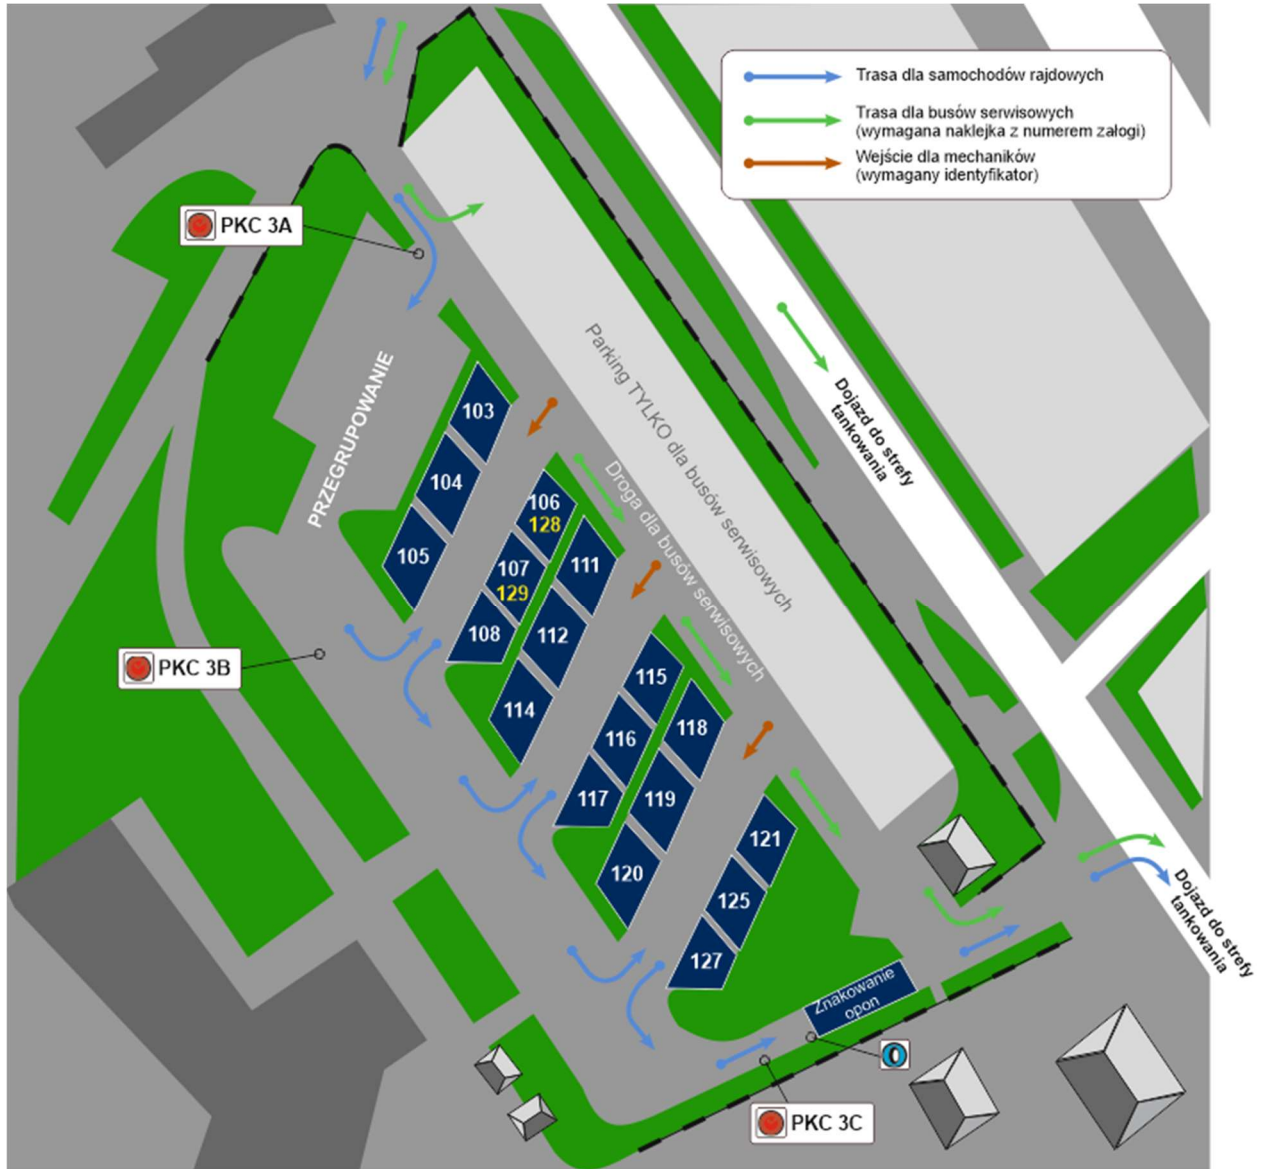 Trasa dla samochodów rajdowych
Trasa dla busów serwisowych
(wymagana naklejka z numerem załogi)
Wejście dla mechaników
(wymagany identyfikator)
PKC 3A
PRZEGRUPOWANIE
Parking TYLKO dla busów serwisowych
Droga dla busów serwisowych
Dojazd do strefy
tankowania
103
104
105
106
128
107
129
108
111
112
114
PKC 3B
115
116
117
118
119
120
121
125
127
Dojazd do strefy
tankowania
Znakowanie
opon
PKC 3C